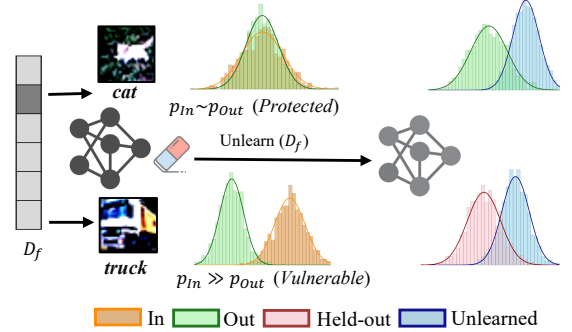 cat
p_In~p_Out (Protected)
Unlearn (D_f)
D_f
truck
p_In ≫ p_Out (Vulnerable)
In Out Held-out Unlearned